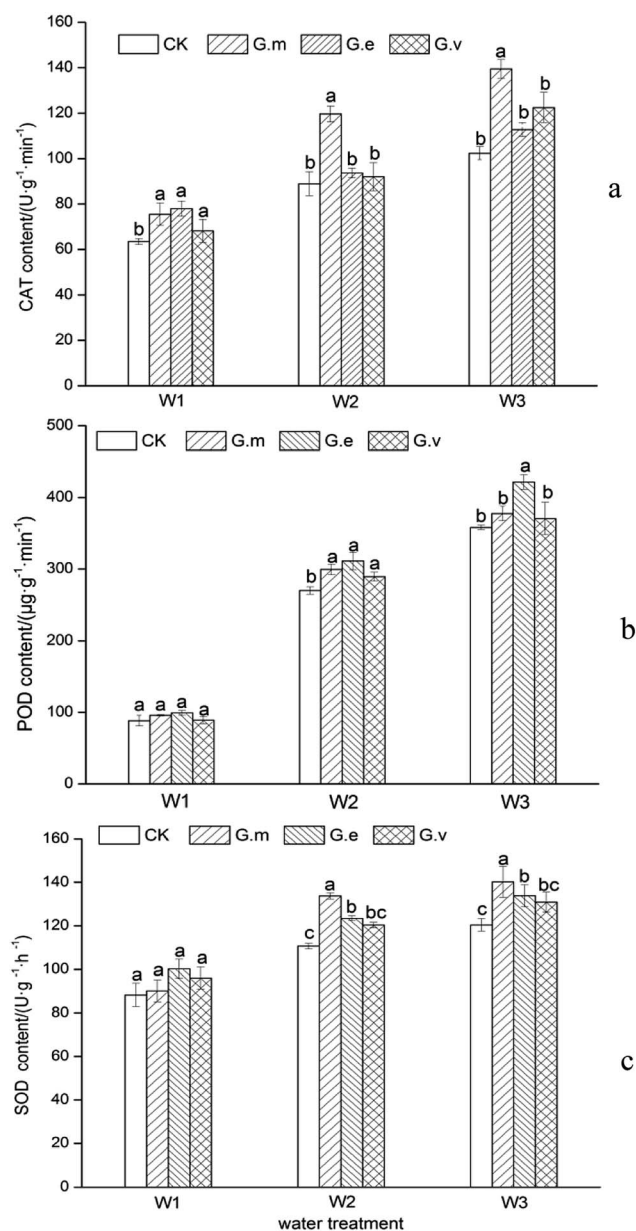 160
140
120
100
80
60
40
20
0
CAT content/(U·g⁻¹·min⁻¹)
CK G.m G.e G.v
b a a a
b a b b
b a b b
W1 W2 W3
a
500
400
300
200
100
0
POD content/(μg·g⁻¹·min⁻¹)
CK G.m G.e G.v
a a a a
b a a a
b b a b
W1 W2 W3
b
160
140
120
100
80
60
40
20
0
SOD content/(U·g⁻¹·h⁻¹)
CK G.m G.e G.v
a a a a
c a b bc
c a b bc
W1 W2 W3
water treatment
c